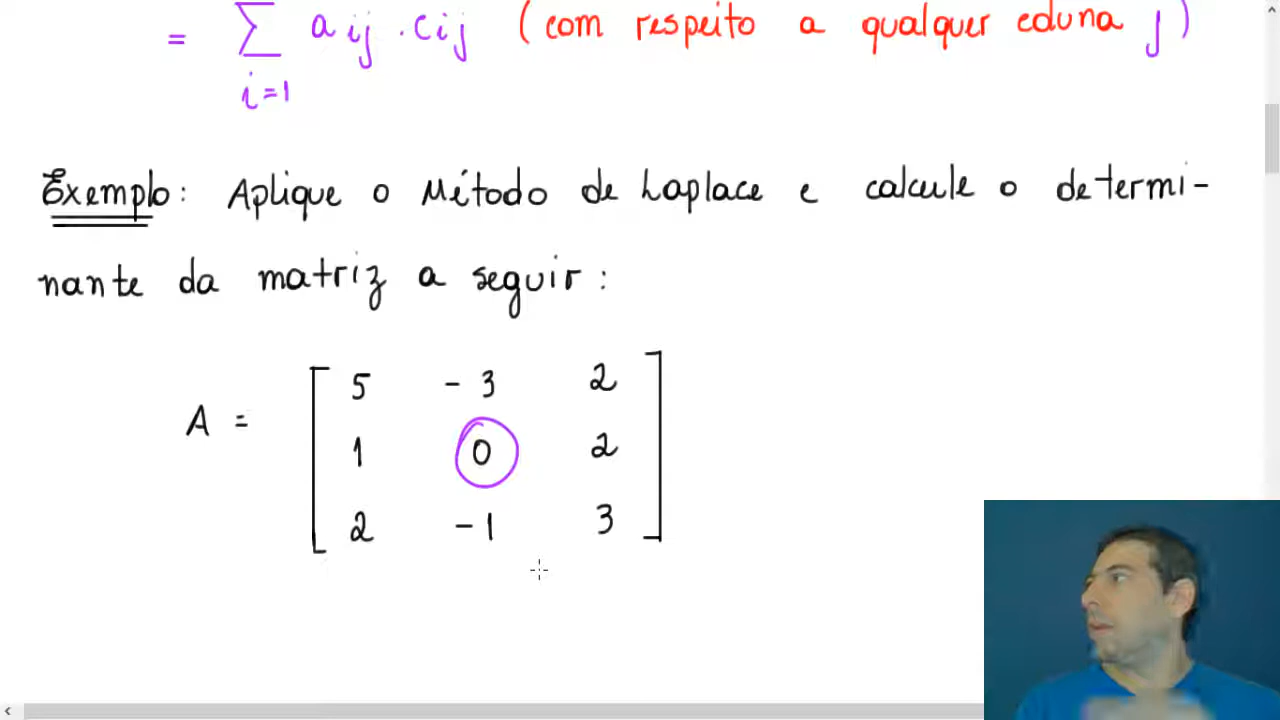 = Σ aij . Cij (com respeito a qualquer coluna j)
i=1
Exemplo: Aplique o Método de Laplace e calcule o determi-
nante da matriz a seguir:
5 -3 2
A = 1 0 2
2 -1 3